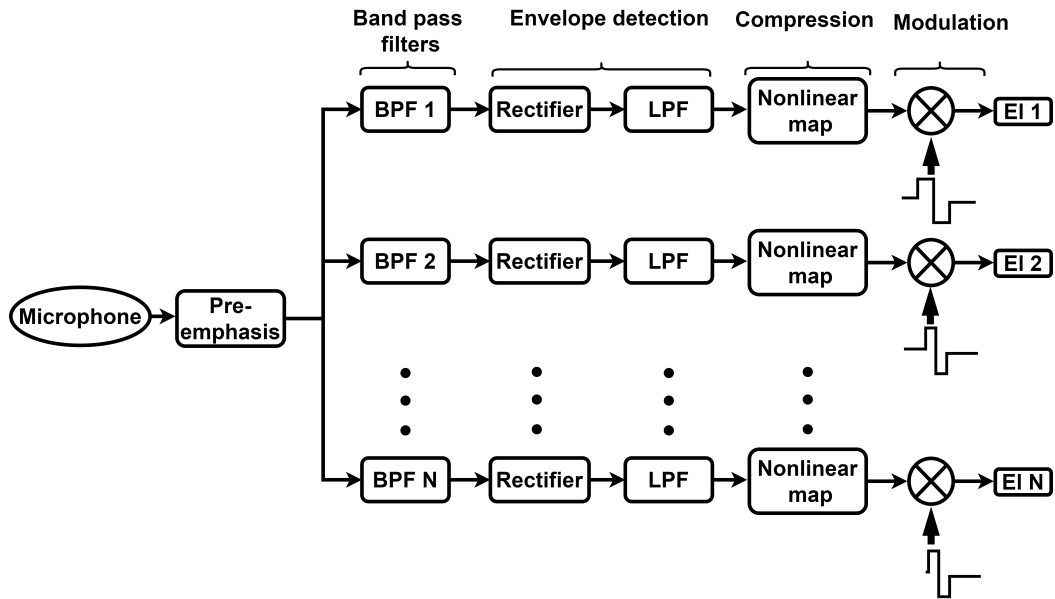 Band pass
filters
Envelope detection
Compression
Modulation
BPF 1
Rectifier
LPF
Nonlinear
map
El 1
BPF 2
Rectifier
LPF
Nonlinear
map
El 2
Microphone
Pre-
emphasis
BPF N
Rectifier
LPF
Nonlinear
map
El N